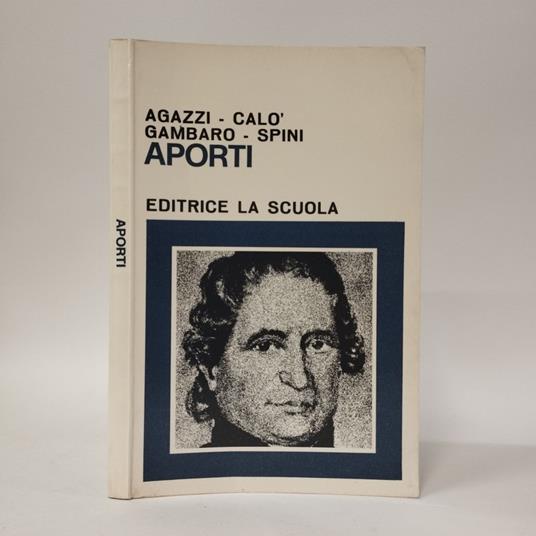 AGAZZI - CALO'
GAMBARO - SPINI
APORTI
EDITRICE LA SCUOLA
APORTI